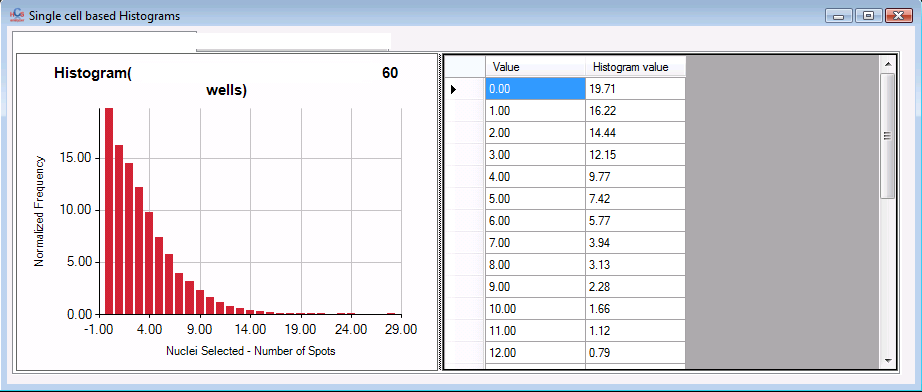 Single cell based Histograms
Histogram( 60
wells)
15.00
10.00
5.00
0.00
-1.00 4.00 9.00 14.00 19.00 24.00 29.00
Normalized Frequency
Nuclei Selected - Number of Spots
Value Histogram value
0.00 19.71
1.00 16.22
2.00 14.44
3.00 12.15
4.00 9.77
5.00 7.42
6.00 5.77
7.00 3.94
8.00 3.13
9.00 2.28
10.00 1.66
11.00 1.12
12.00 0.79